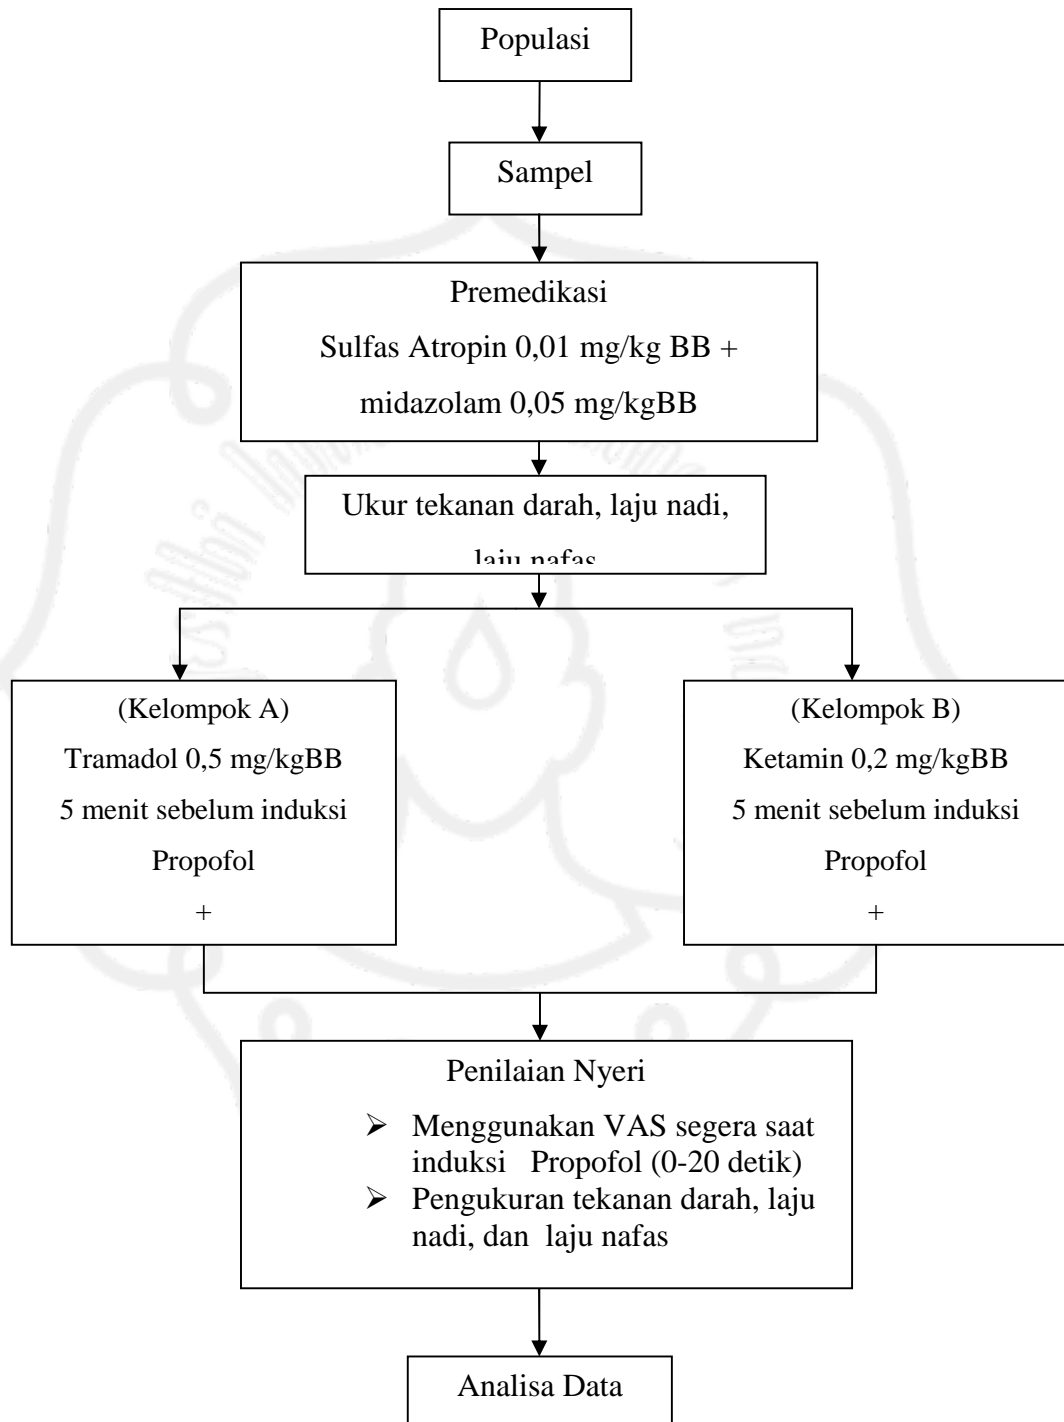 Populasi
Sampel
Premedikasi
Sulfas Atropin 0,01 mg/kg BB +
midazolam 0,05 mg/kgBB
Ukur tekanan darah, laju nadi,
laju nafas
(Kelompok A)
Tramadol 0,5 mg/kgBB
5 menit sebelum induksi
Propofol
+
(Kelompok B)
Ketamin 0,2 mg/kgBB
5 menit sebelum induksi
Propofol
+
Penilaian Nyeri
➢ Menggunakan VAS segera saat
induksi Propofol (0-20 detik)
➢ Pengukuran tekanan darah, laju
nadi, dan laju nafas
Analisa Data